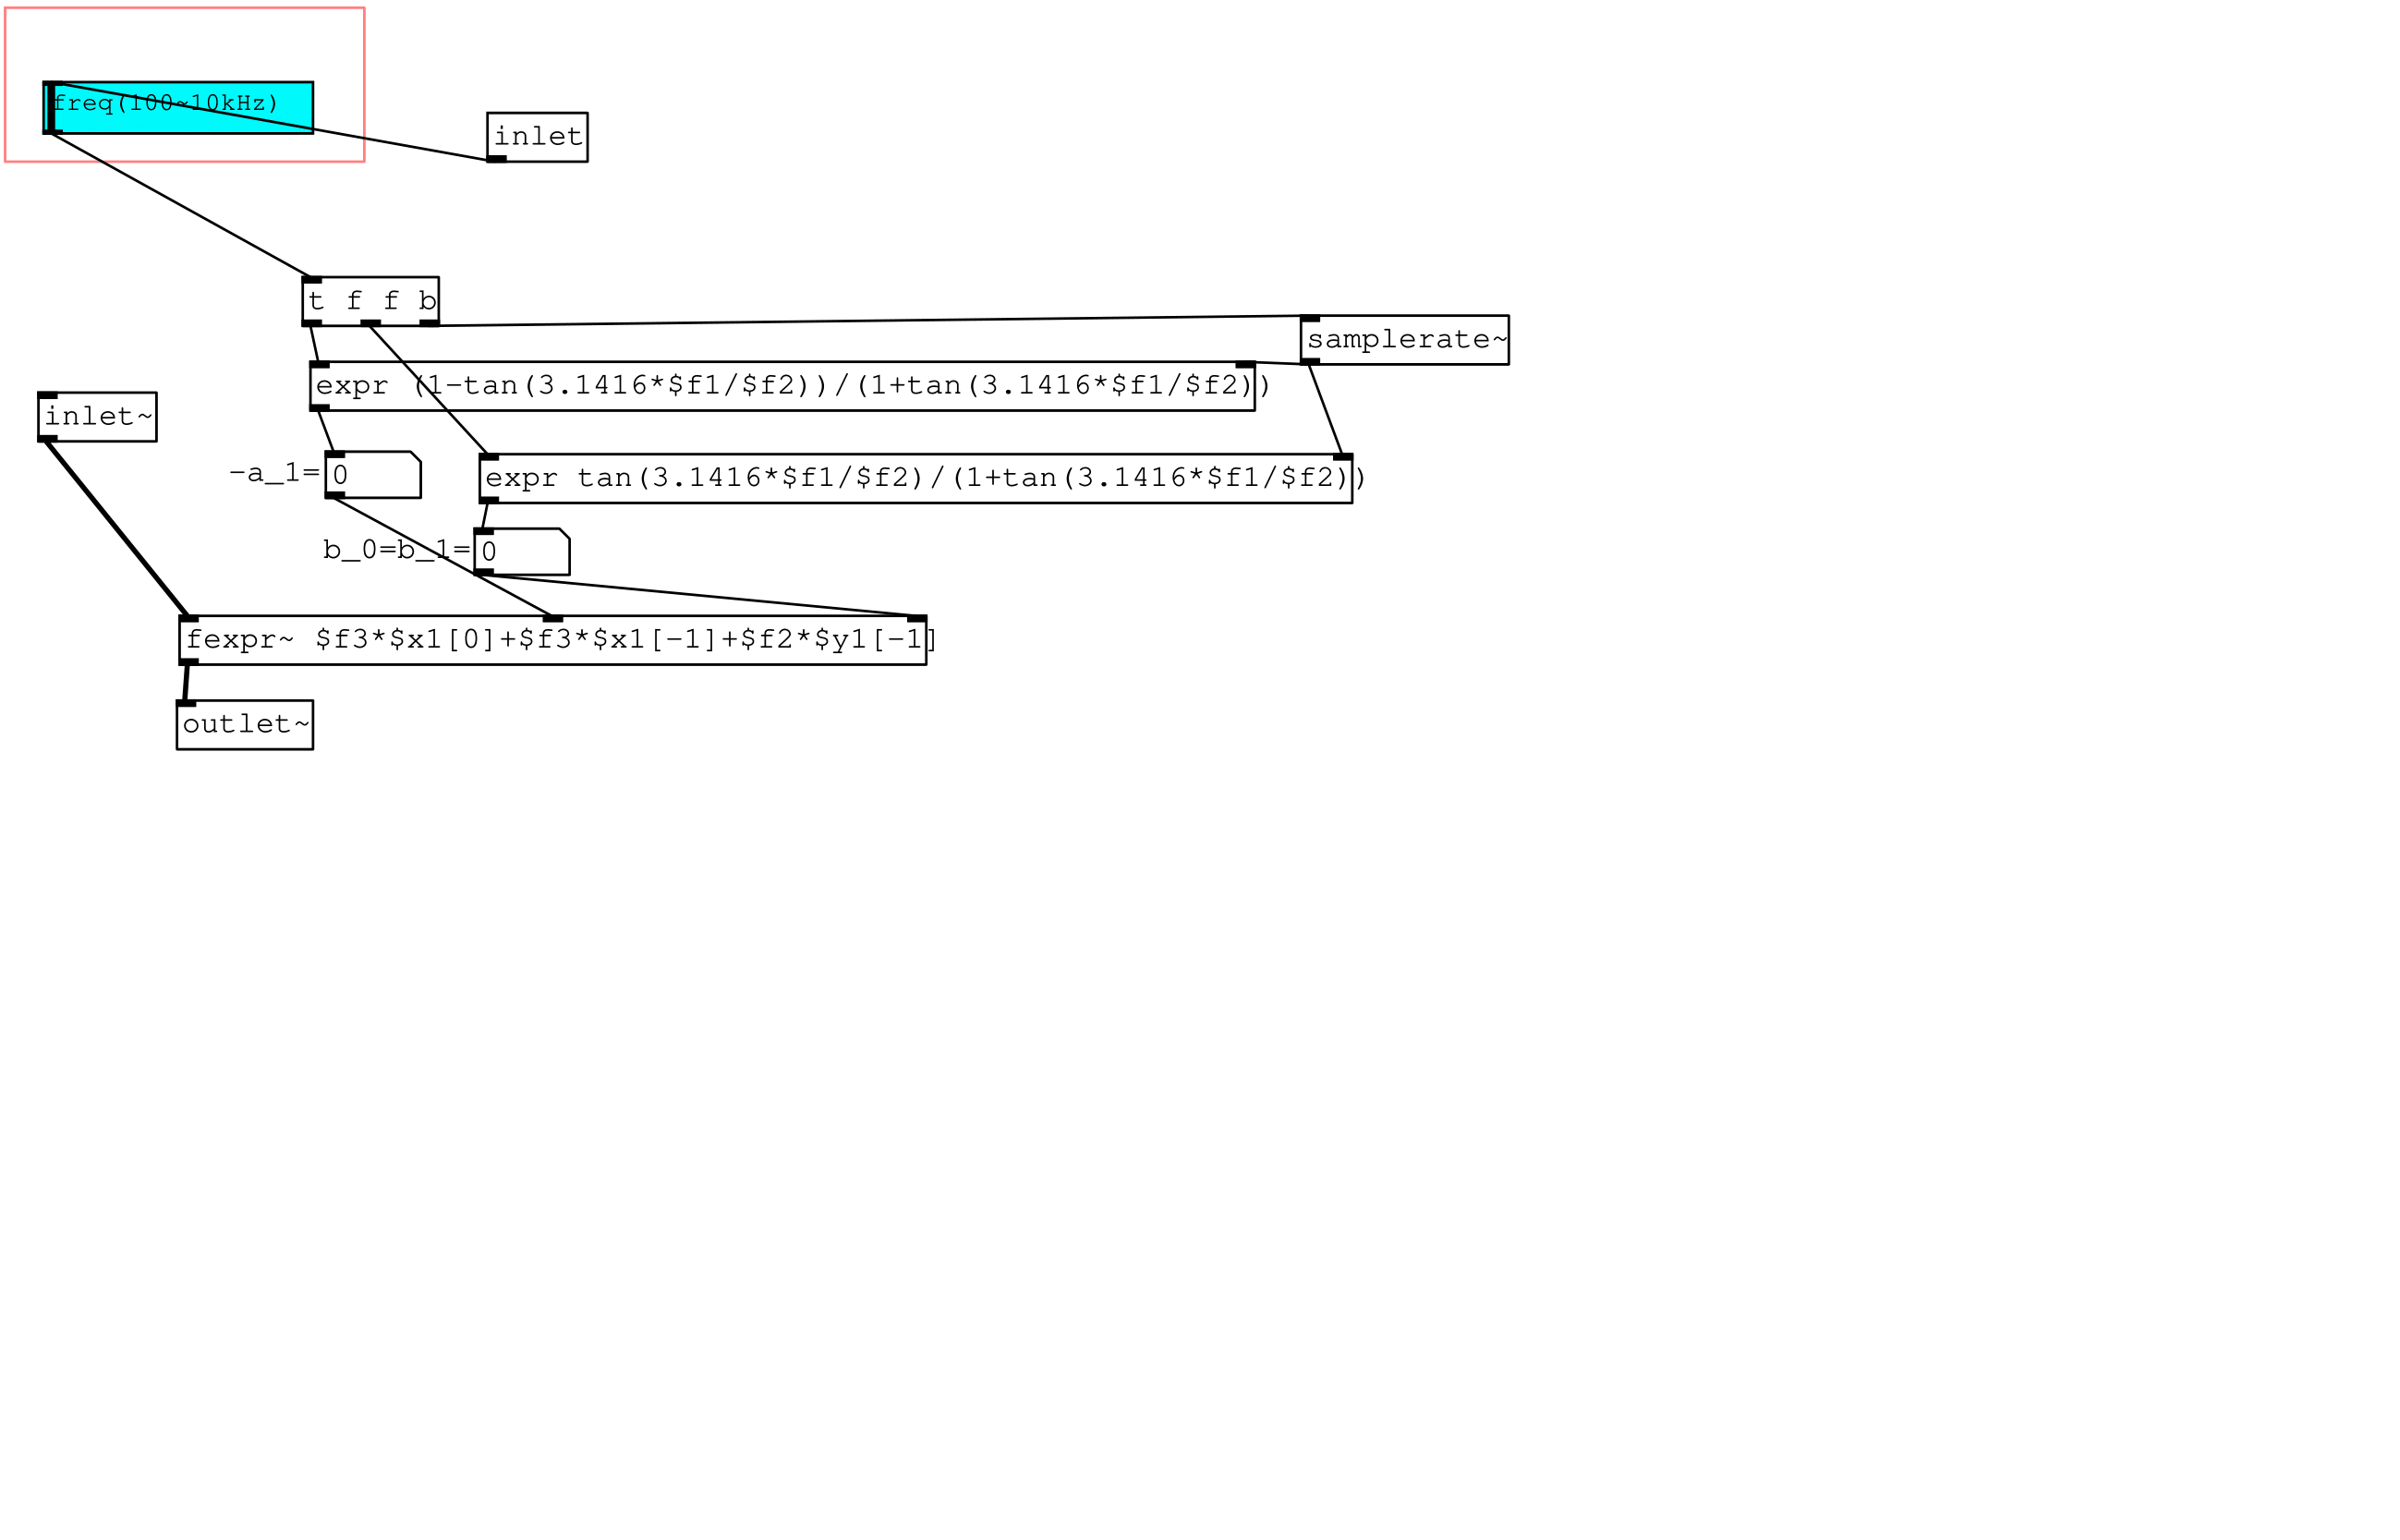 freq(100~10kHz)
inlet
t f f b
samplerate~
expr (1-tan(3.1416*$f1/$f2))/(1+tan(3.1416*$f1/$f2))
inlet~
-a_1=
0
expr tan(3.1416*$f1/$f2)/(1+tan(3.1416*$f1/$f2))
b_0=b_1=
0
fexpr~ $f3*$x1[0]+$f3*$x1[-1]+$f2*$y1[-1]
outlet~